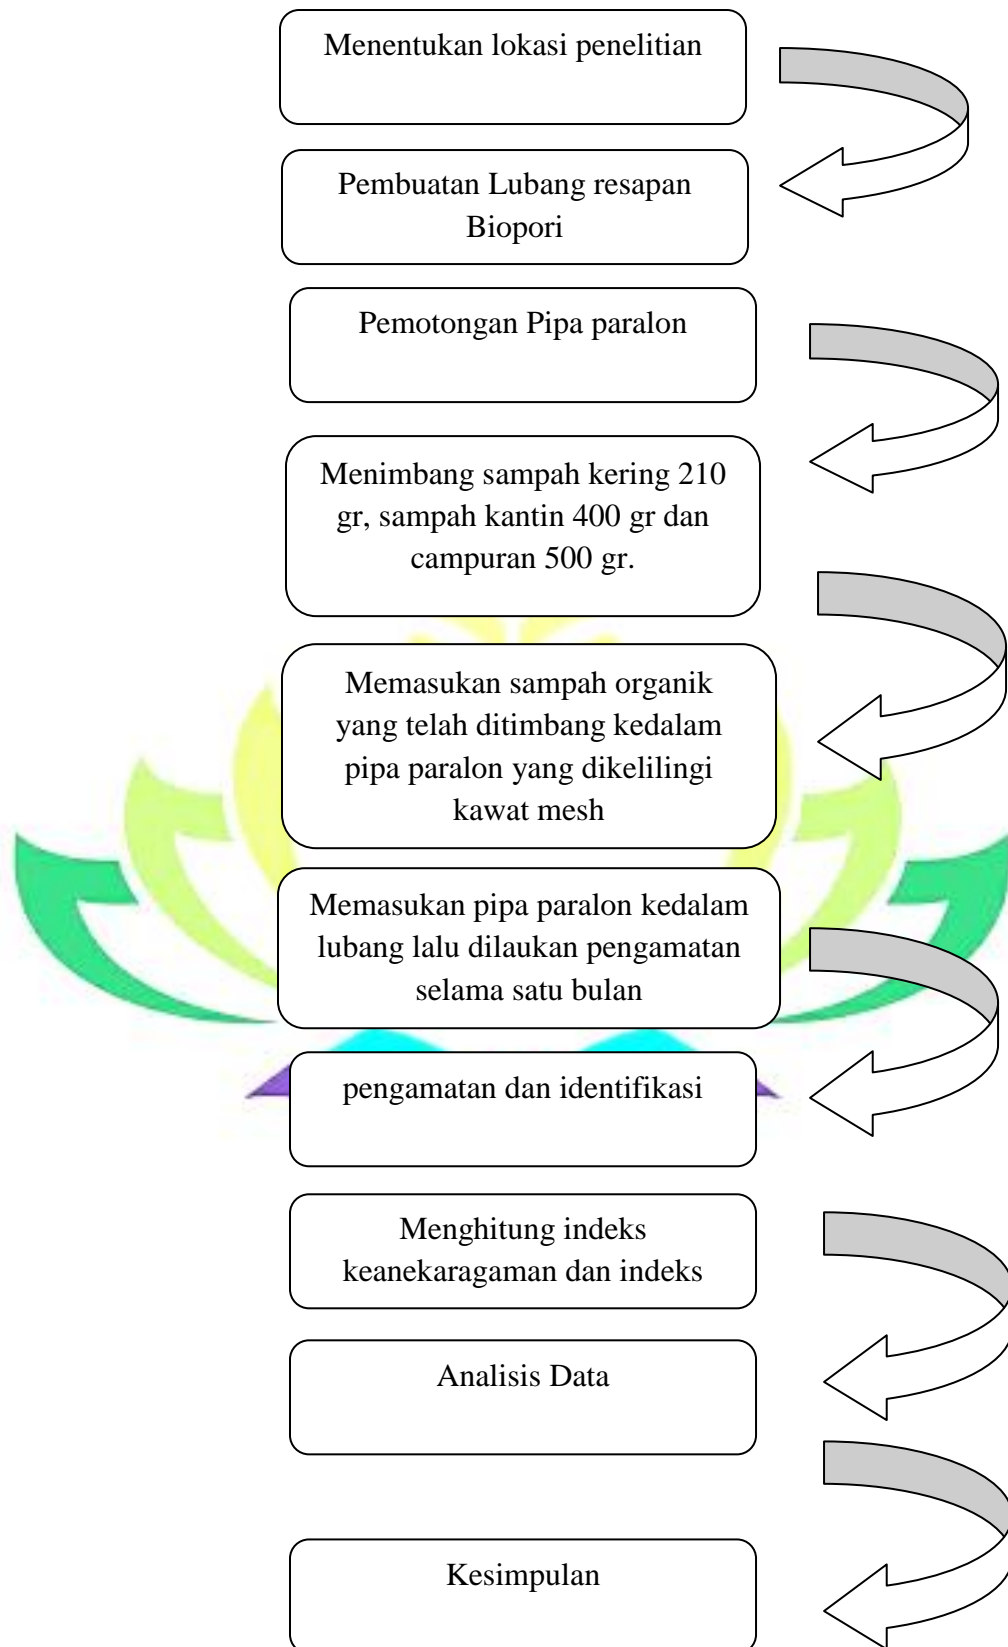 Menentukan lokasi penelitian
Pembuatan Lubang resapan
Biopori
Pemotongan Pipa paralon
Menimbang sampah kering 210
gr, sampah kantin 400 gr dan
campuran 500 gr.
Memasukan sampah organik
yang telah ditimbang kedalam
pipa paralon yang dikelilingi
kawat mesh
Memasukan pipa paralon kedalam
lubang lalu dilaukan pengamatan
selama satu bulan
pengamatan dan identifikasi
Menghitung indeks
keanekaragaman dan indeks
Analisis Data
Kesimpulan